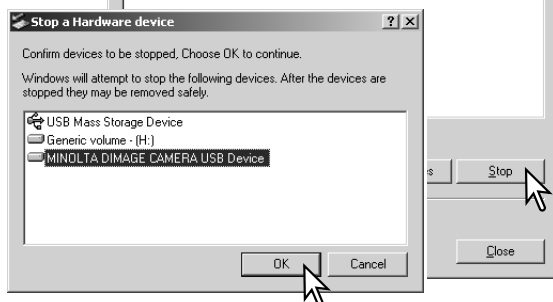 Stop a Hardware device
Confirm devices to be stopped, Choose OK to continue.
Windows will attempt to stop the following devices. After the devices are
stopped they may be removed safely.
USB Mass Storage Device
Generic volume - (H:)
MINOLTA DIMAGE CAMERA USB Device
OK
Cancel
Stop
Close